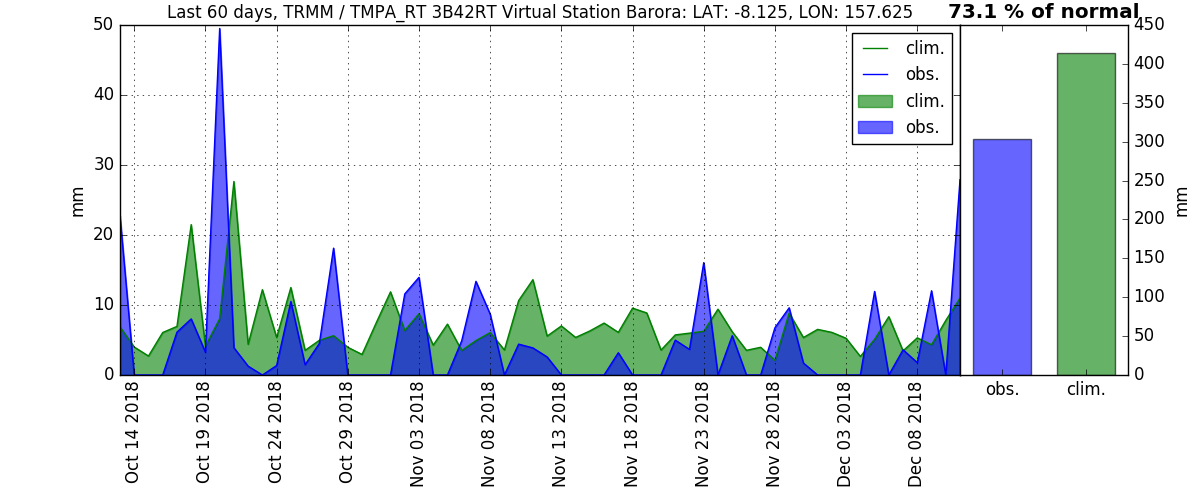 Last 60 days, TRMM / TMPA_RT 3B42RT Virtual Station Barora: LAT: -8.125, LON: 157.625
73.1 % of normal
clim.
obs.
clim.
obs.
mm
50
40
30
20
10
0
Oct 14 2018
Oct 19 2018
Oct 24 2018
Oct 29 2018
Nov 03 2018
Nov 08 2018
Nov 13 2018
Nov 18 2018
Nov 23 2018
Nov 28 2018
Dec 03 2018
Dec 08 2018
450
400
350
300
250
200
150
100
50
0
mm
obs.
clim.